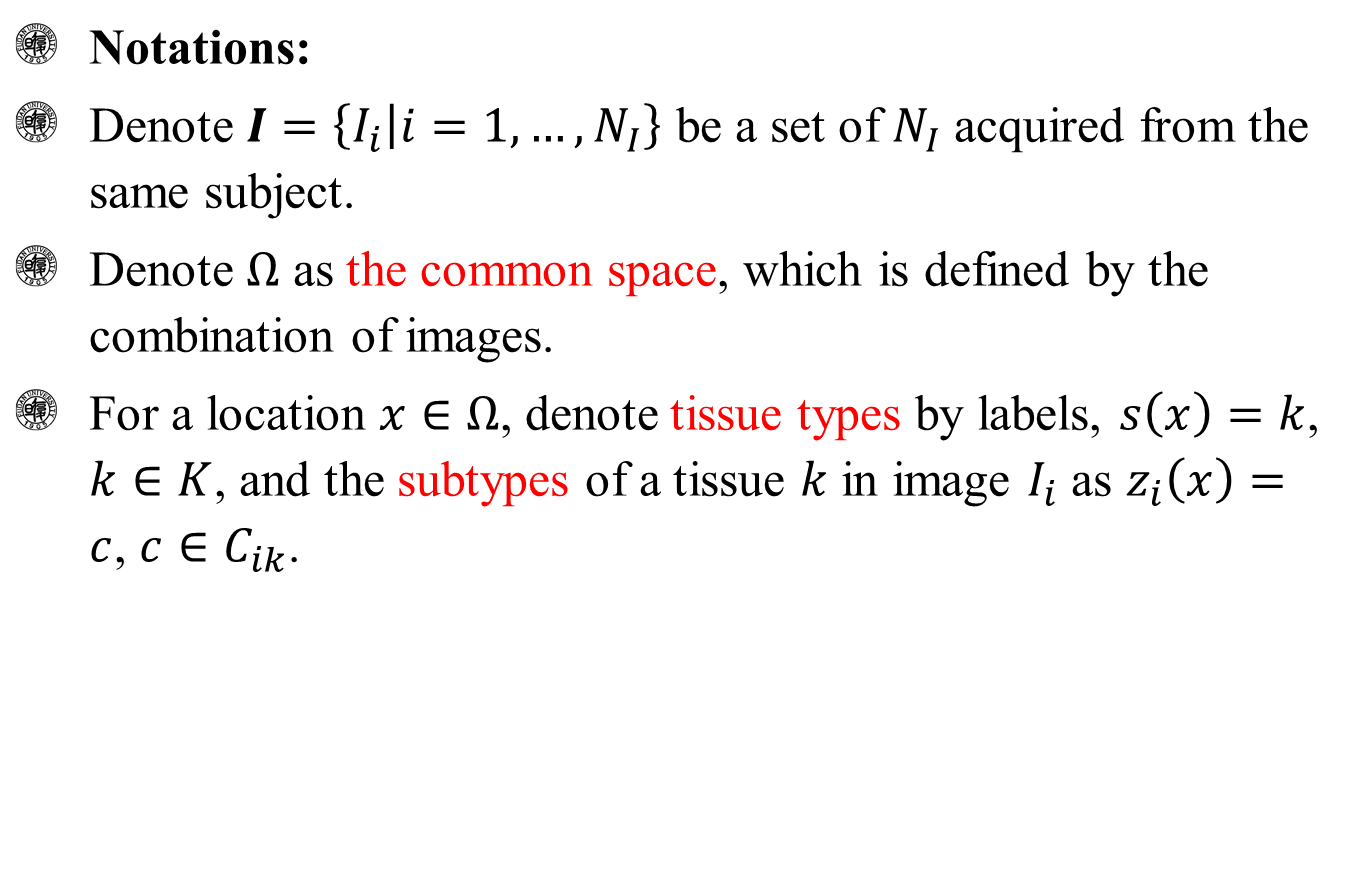 Notations:
Denote 𝑰 = {𝐼ᵢ|𝑖 = 1, … , 𝑁_𝐼} be a set of 𝑁_𝐼 acquired from the
same subject.
Denote Ω as the common space, which is defined by the
combination of images.
For a location 𝑥 ∈ Ω, denote tissue types by labels, 𝑠(𝑥) = 𝑘,
𝑘 ∈ 𝐾, and the subtypes of a tissue 𝑘 in image 𝐼ᵢ as 𝑧ᵢ(𝑥) =
𝑐, 𝑐 ∈ 𝐶ᵢₖ.